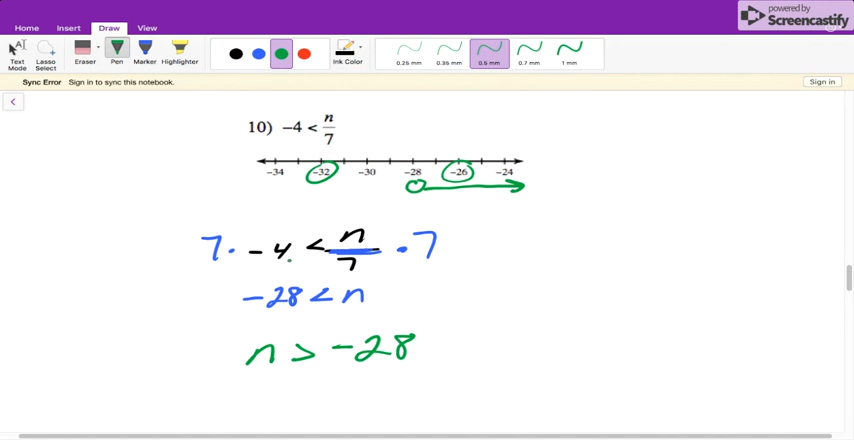 Home Insert Draw View
powered by
Screencastify
Text Mode
Lasso Select
Eraser
Pen
Marker
Highlighter
Ink Color
0.25 mm
0.35 mm
0.5 mm
0.7 mm
1 mm
Sync Error Sign in to sync this notebook.
Sign in
10) -4 < n/7
-34 -32 -30 -28 -26 -24
7· -4 < n/7 ·7
-28 < n
n > -28